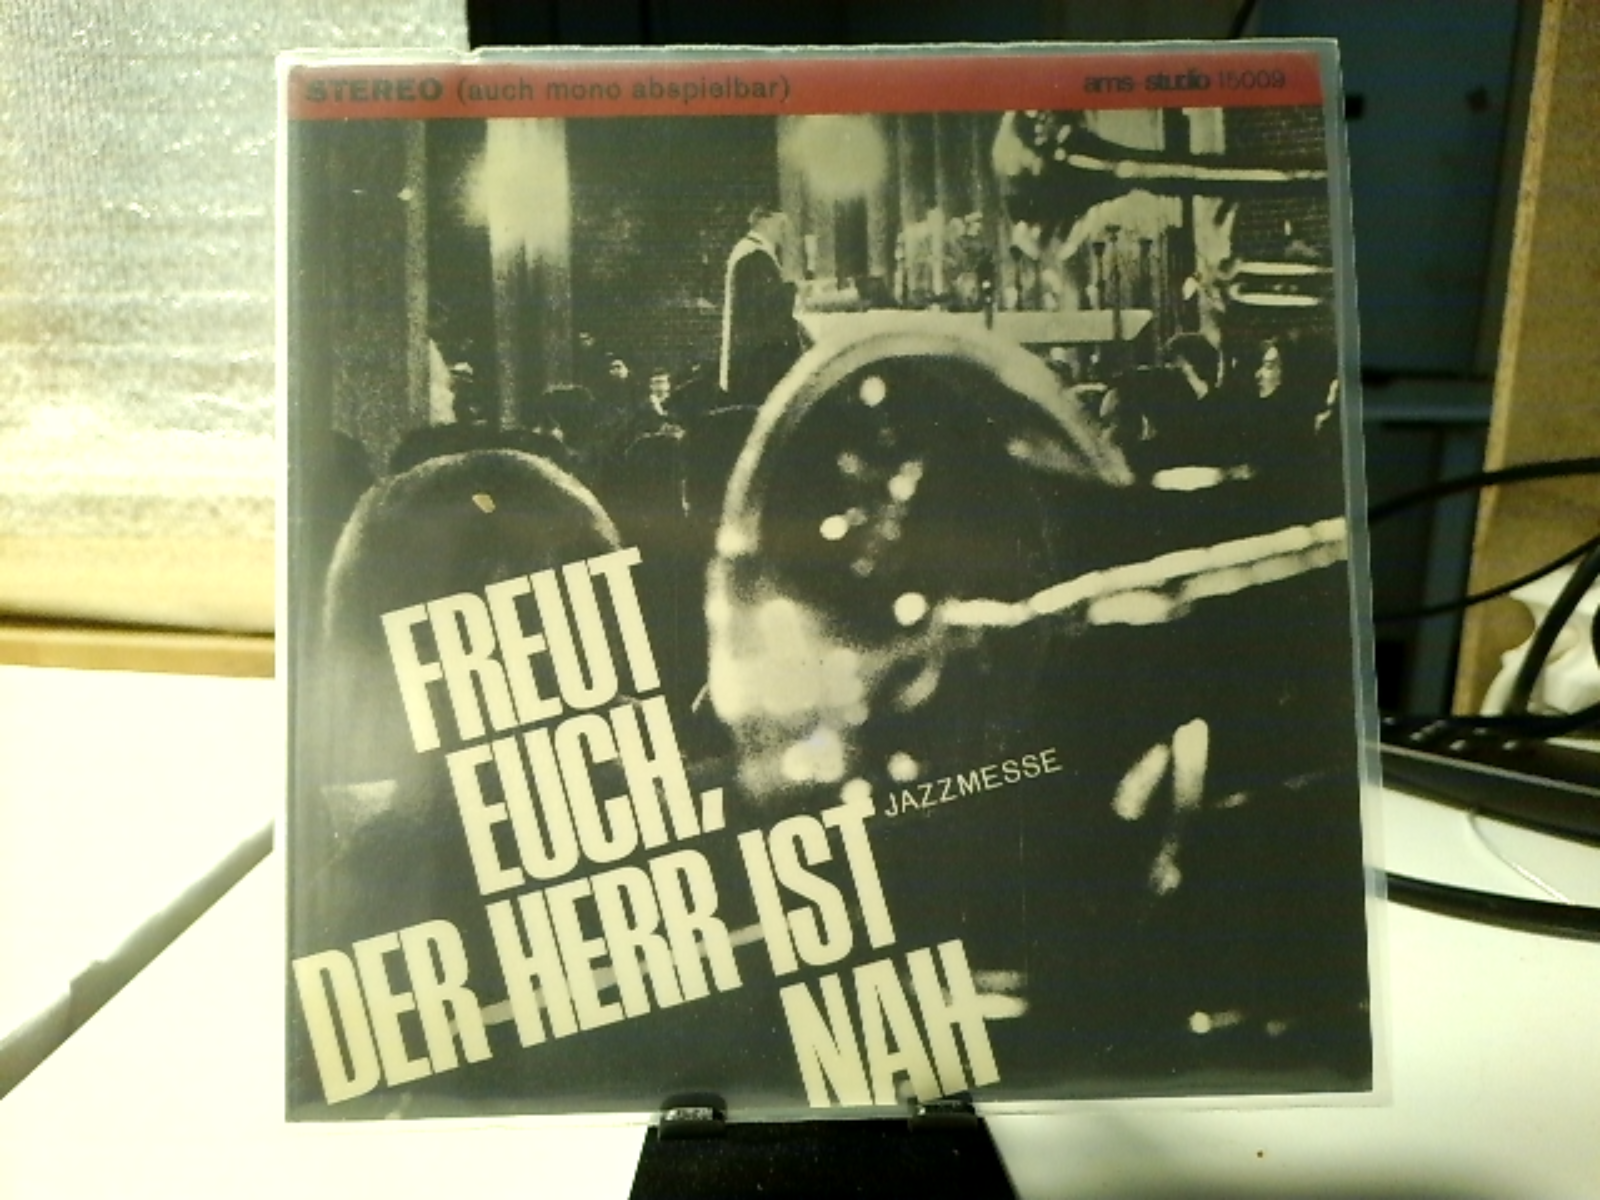 STEREO (auch mono abspielbar) ams studio 15009
FREUT
EUCH,
DER HERR IST
NAH
JAZZMESSE